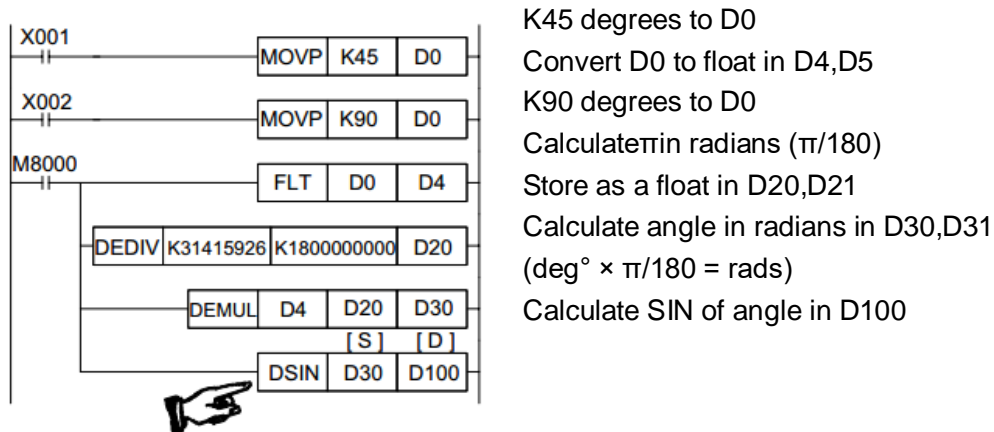 X001
MOVP K45 D0
X002
MOVP K90 D0
M8000
FLT D0 D4
DEDIV K31415926 K1800000000 D20
DEMUL D4 D20 D30
[ S ] [ D ]
DSIN D30 D100
K45 degrees to D0
Convert D0 to float in D4,D5
K90 degrees to D0
Calculateπin radians (π/180)
Store as a float in D20,D21
Calculate angle in radians in D30,D31
(deg° × π/180 = rads)
Calculate SIN of angle in D100